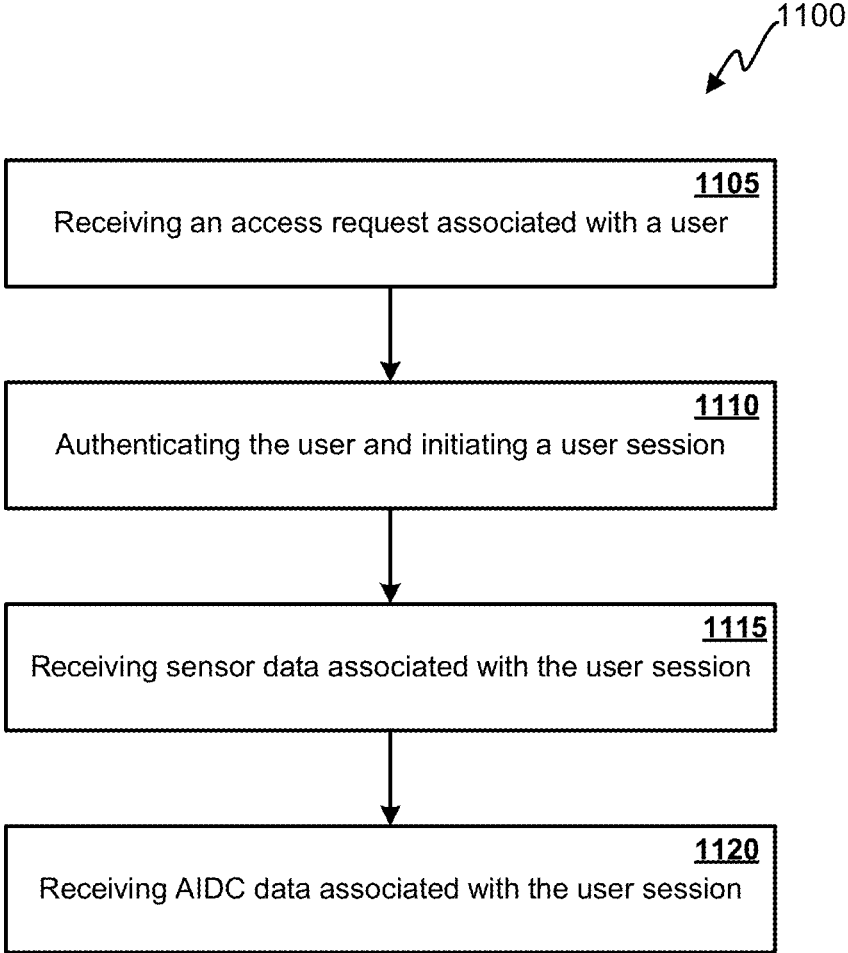 1100
1105
Receiving an access request associated with a user
1110
Authenticating the user and initiating a user session
1115
Receiving sensor data associated with the user session
1120
Receiving AIDC data associated with the user session